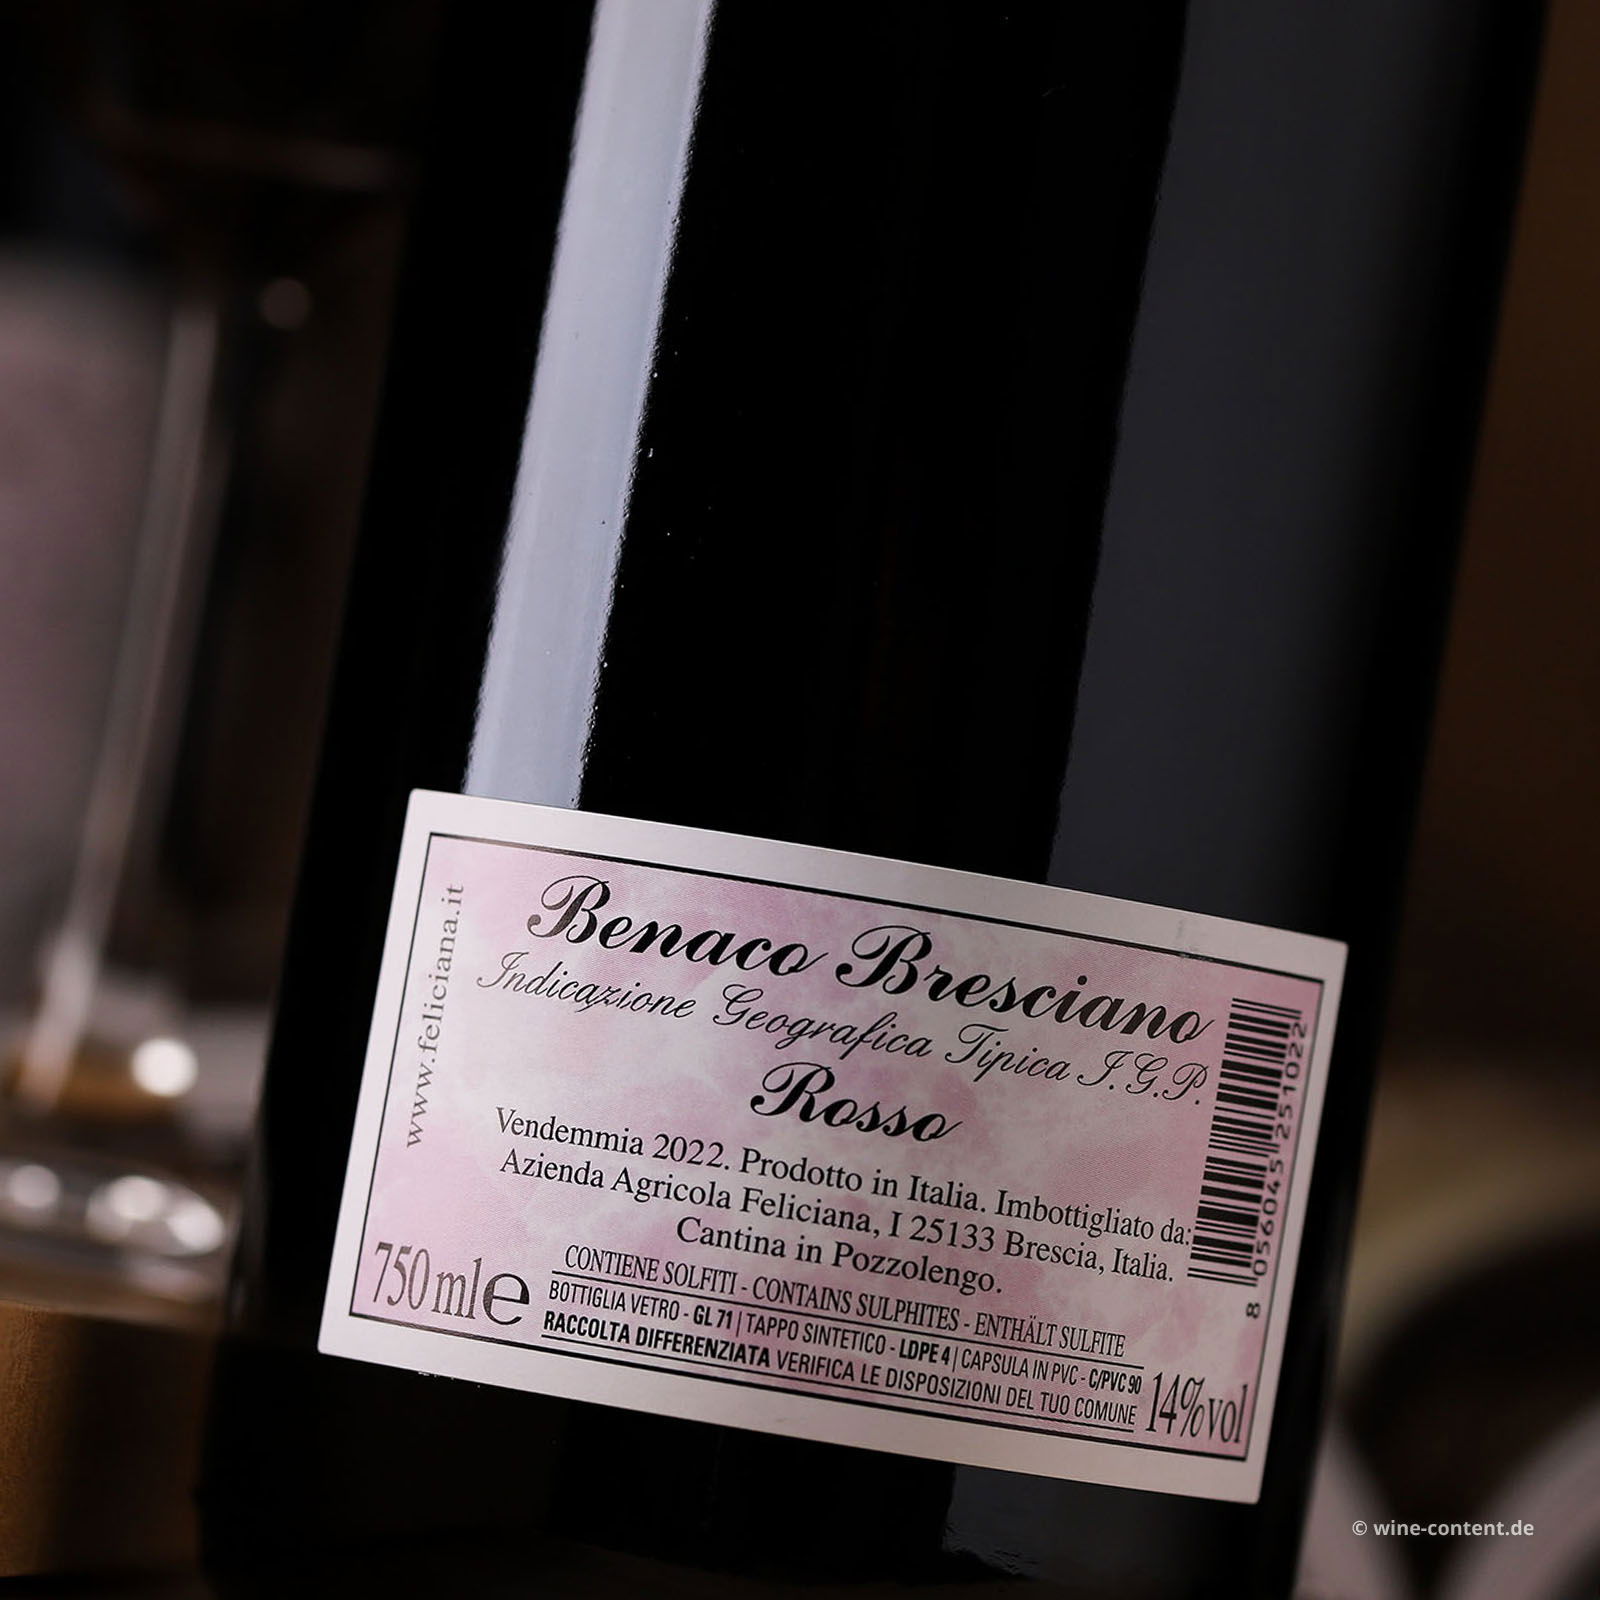 www.feliciana.it
Benaco Bresciano
Indicazione Geografica Tipica I.G.P.
Rosso
Vendemmia 2022. Prodotto in Italia. Imbottigliato da:
Azienda Agricola Feliciana, I 25133 Brescia, Italia.
Cantina in Pozzolengo.
750 ml e
CONTIENE SOLFITI - CONTAINS SULPHITES - ENTHÄLT SULFITE
BOTTIGLIA VETRO - GL 71 | TAPPO SINTETICO - LDPE 4 | CAPSULA IN PVC - C/PVC 90
RACCOLTA DIFFERENZIATA VERIFICA LE DISPOSIZIONI DEL TUO COMUNE
14%vol
8 056045 251022
© wine-content.de